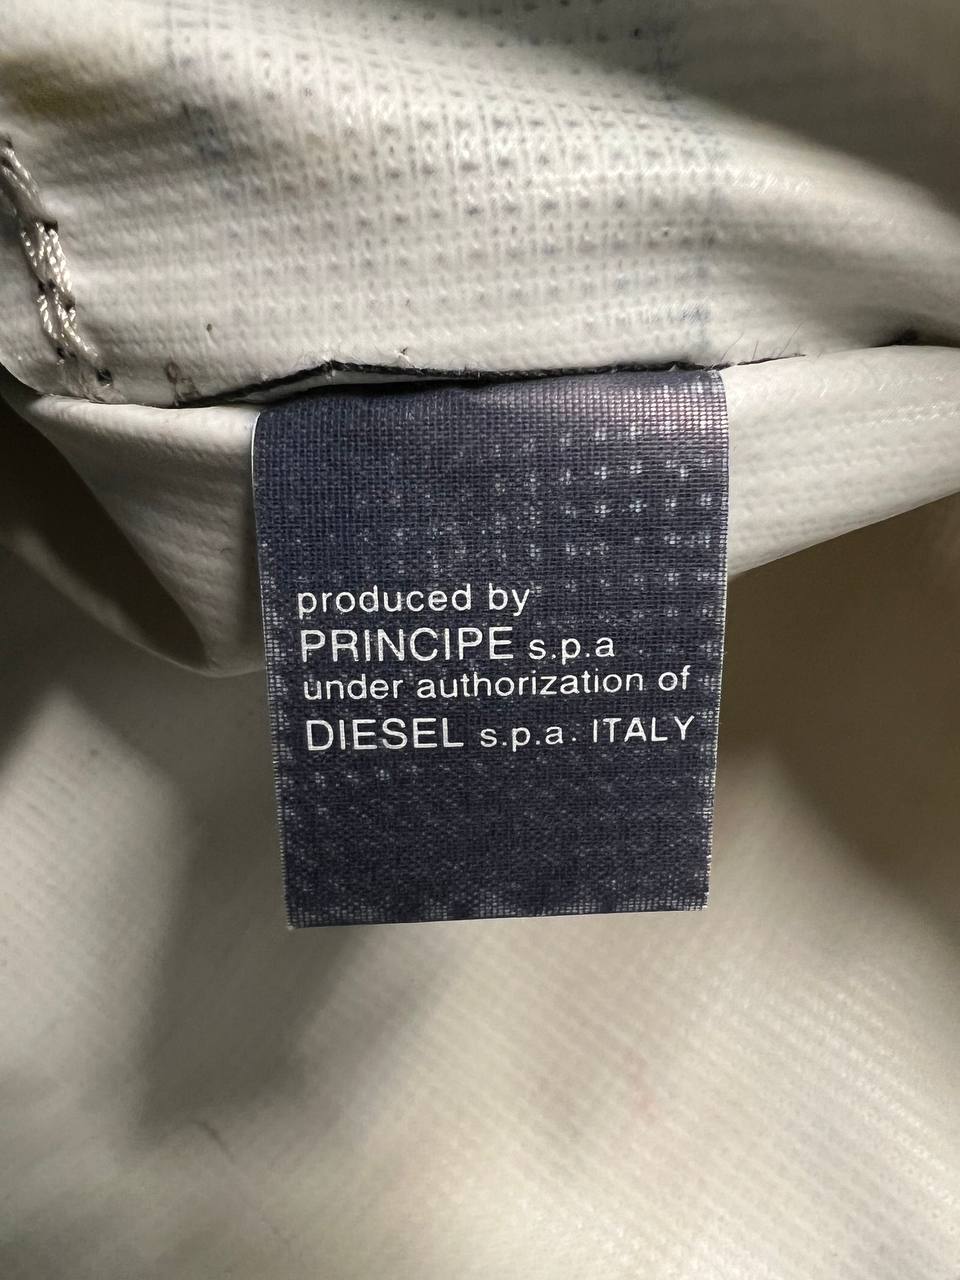 produced by
PRINCIPE s.p.a
under authorization of
DIESEL s.p.a. ITALY